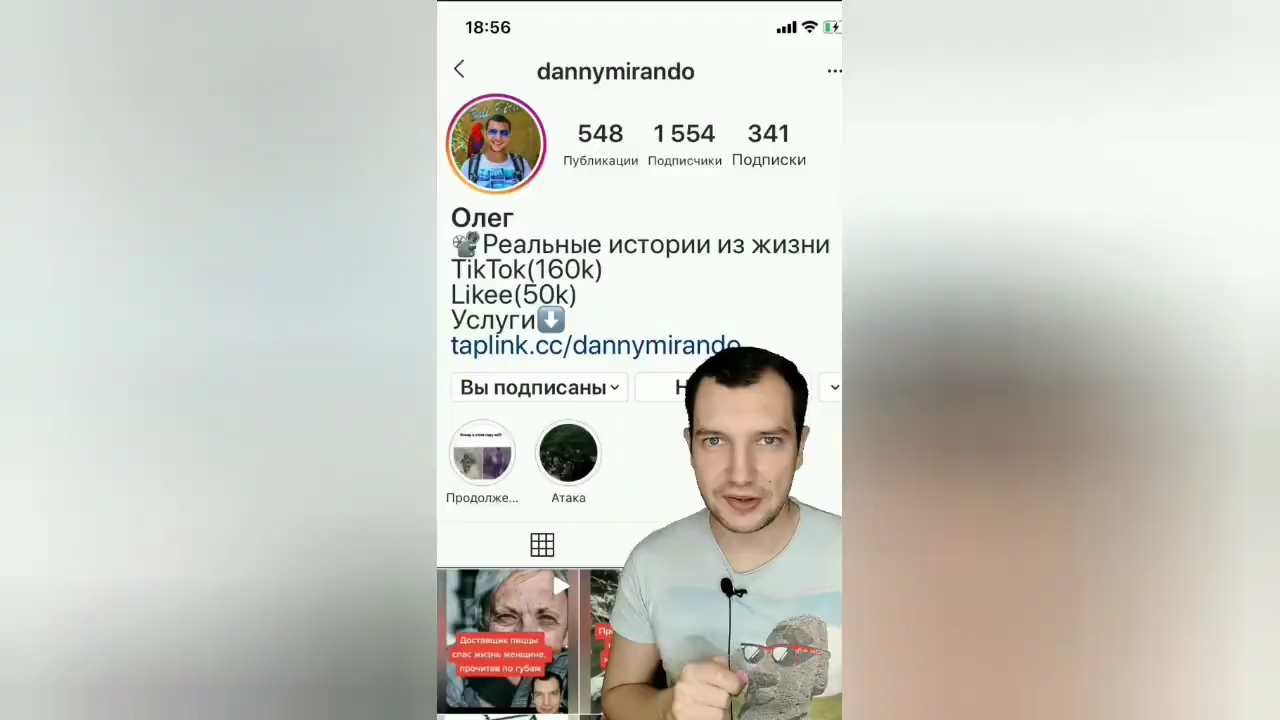 18:56
dannymirando
548 1 554 341
Публикации Подписчики Подписки
Олег
Реальные истории из жизни
TikTok(160k)
Likee(50k)
Услуги
taplink.cc/dannymirando
Вы подписаны
Продолже... Атака
Доставщик пиццы
спас жизнь женщине,
прочитав по губам